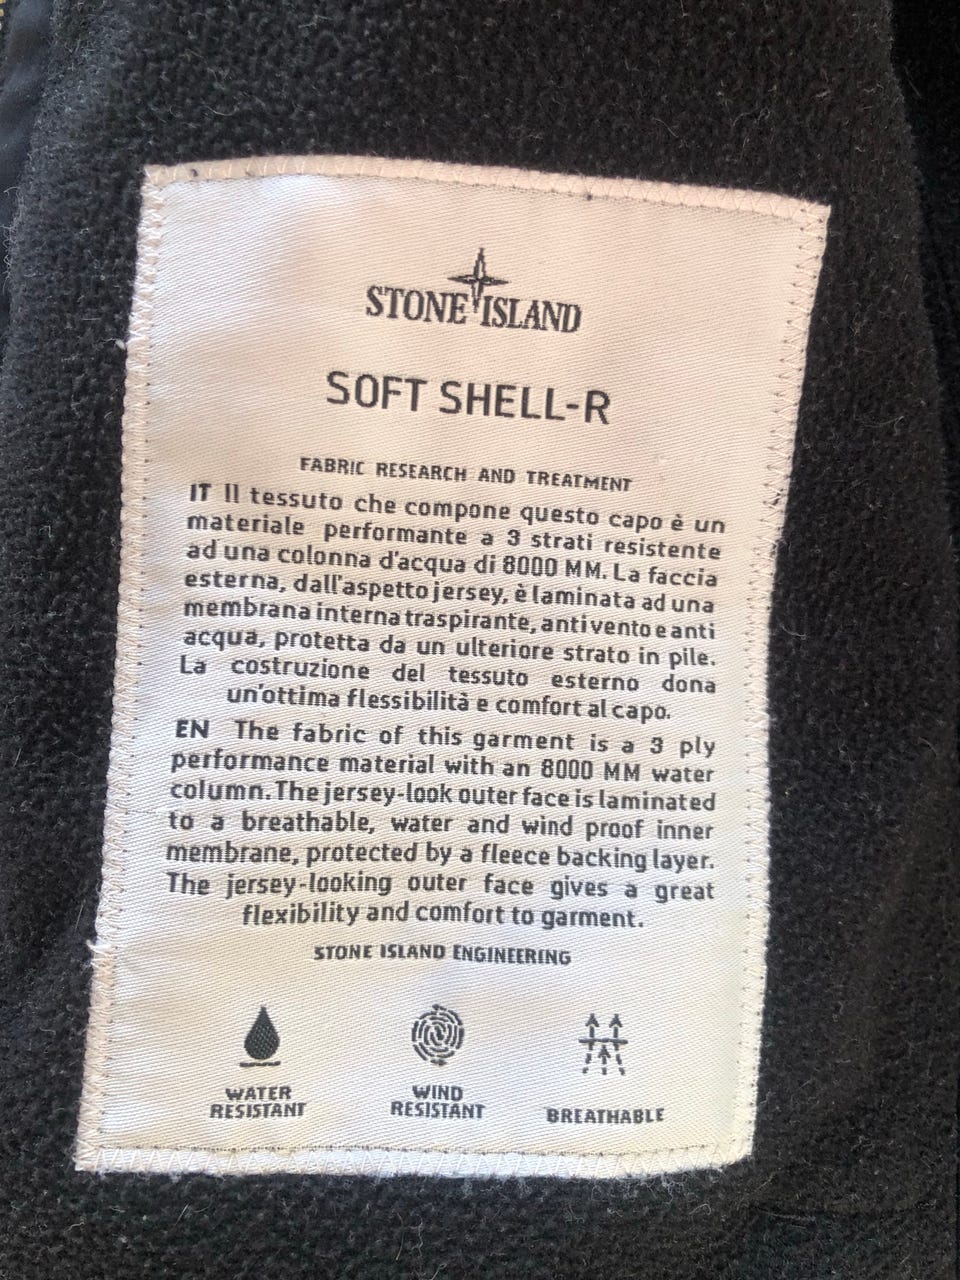 STONE ISLAND
SOFT SHELL-R
FABRIC RESEARCH AND TREATMENT
IT Il tessuto che compone questo capo è un
materiale performante a 3 strati resistente
ad una colonna d'acqua di 8000 MM. La faccia
esterna, dall'aspetto jersey, è laminata ad una
membrana interna traspirante, antivento e anti
acqua, protetta da un ulteriore strato in pile.
La costruzione del tessuto esterno dona
un'ottima flessibilità e comfort al capo.
EN The fabric of this garment is a 3 ply
performance material with an 8000 MM water
column. The jersey-look outer face is laminated
to a breathable, water and wind proof inner
membrane, protected by a fleece backing layer.
The jersey-looking outer face gives a great
flexibility and comfort to garment.
STONE ISLAND ENGINEERING
WATER
RESISTANT
WIND
RESISTANT
BREATHABLE